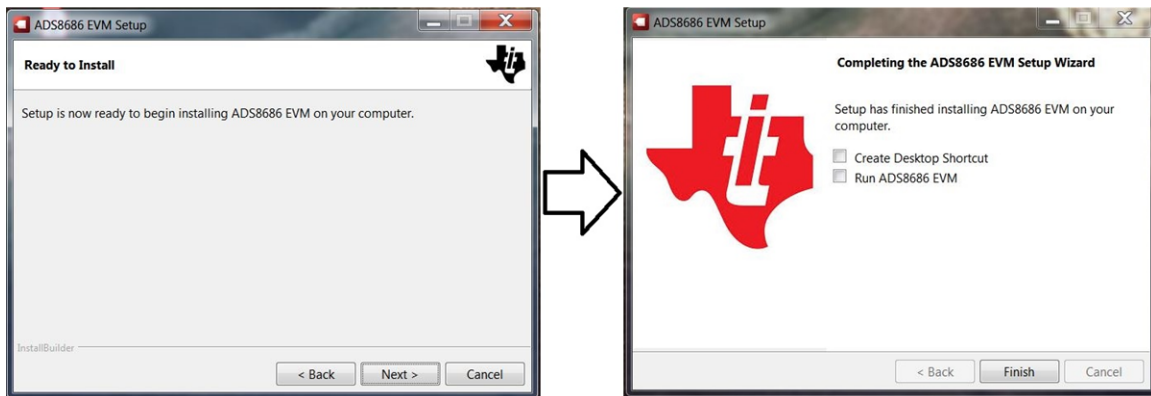 ADS8686 EVM Setup
Ready to Install
Setup is now ready to begin installing ADS8686 EVM on your computer.
InstallBuilder
< Back
Next >
Cancel
ADS8686 EVM Setup
Completing the ADS8686 EVM Setup Wizard
Setup has finished installing ADS8686 EVM on your
computer.
Create Desktop Shortcut
Run ADS8686 EVM
< Back
Finish
Cancel